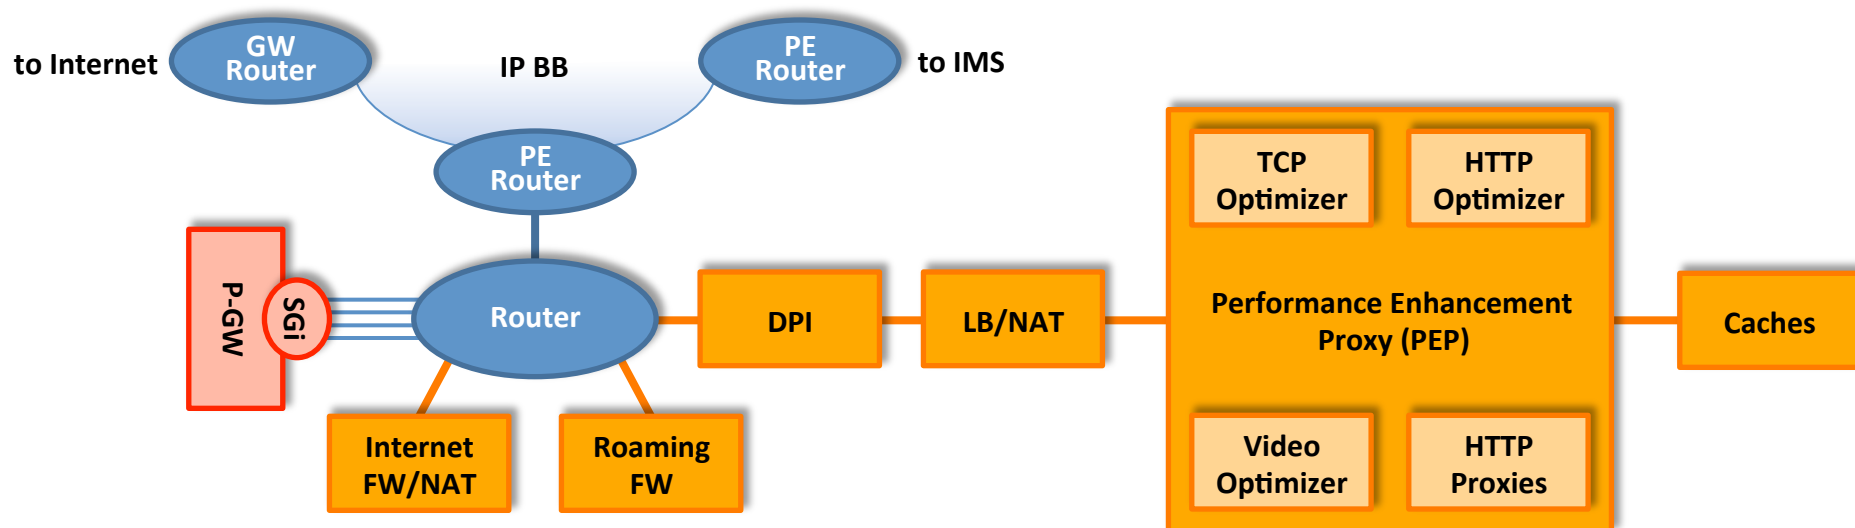 to Internet
GW
Router
IP BB
PE
Router
to IMS
PE
Router
P-GW
SGi
Router
DPI
LB/NAT
TCP
Optimizer
HTTP
Optimizer
Performance Enhancement
Proxy (PEP)
Video
Optimizer
HTTP
Proxies
Caches
Internet
FW/NAT
Roaming
FW